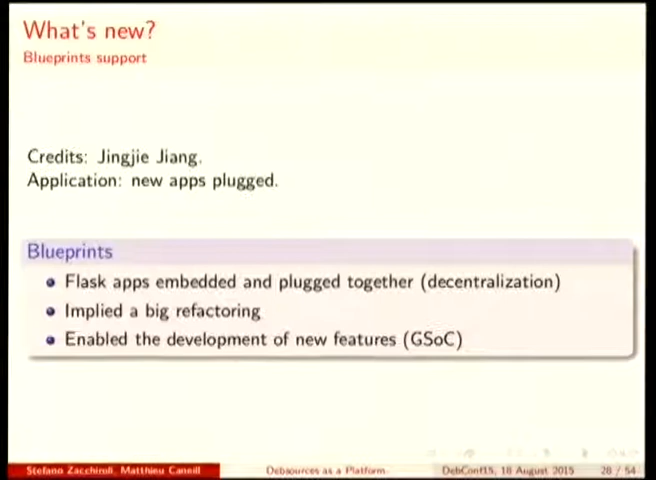 What's new?
Blueprints support
Credits: Jingjie Jiang.
Application: new apps plugged.
Blueprints
Flask apps embedded and plugged together (decentralization)
Implied a big refactoring
Enabled the development of new features (GSoC)
Stefano Zacchiroli, Matthieu Caneill
Debsources as a Platform
DebConf15, 18 August 2015
28 / 54